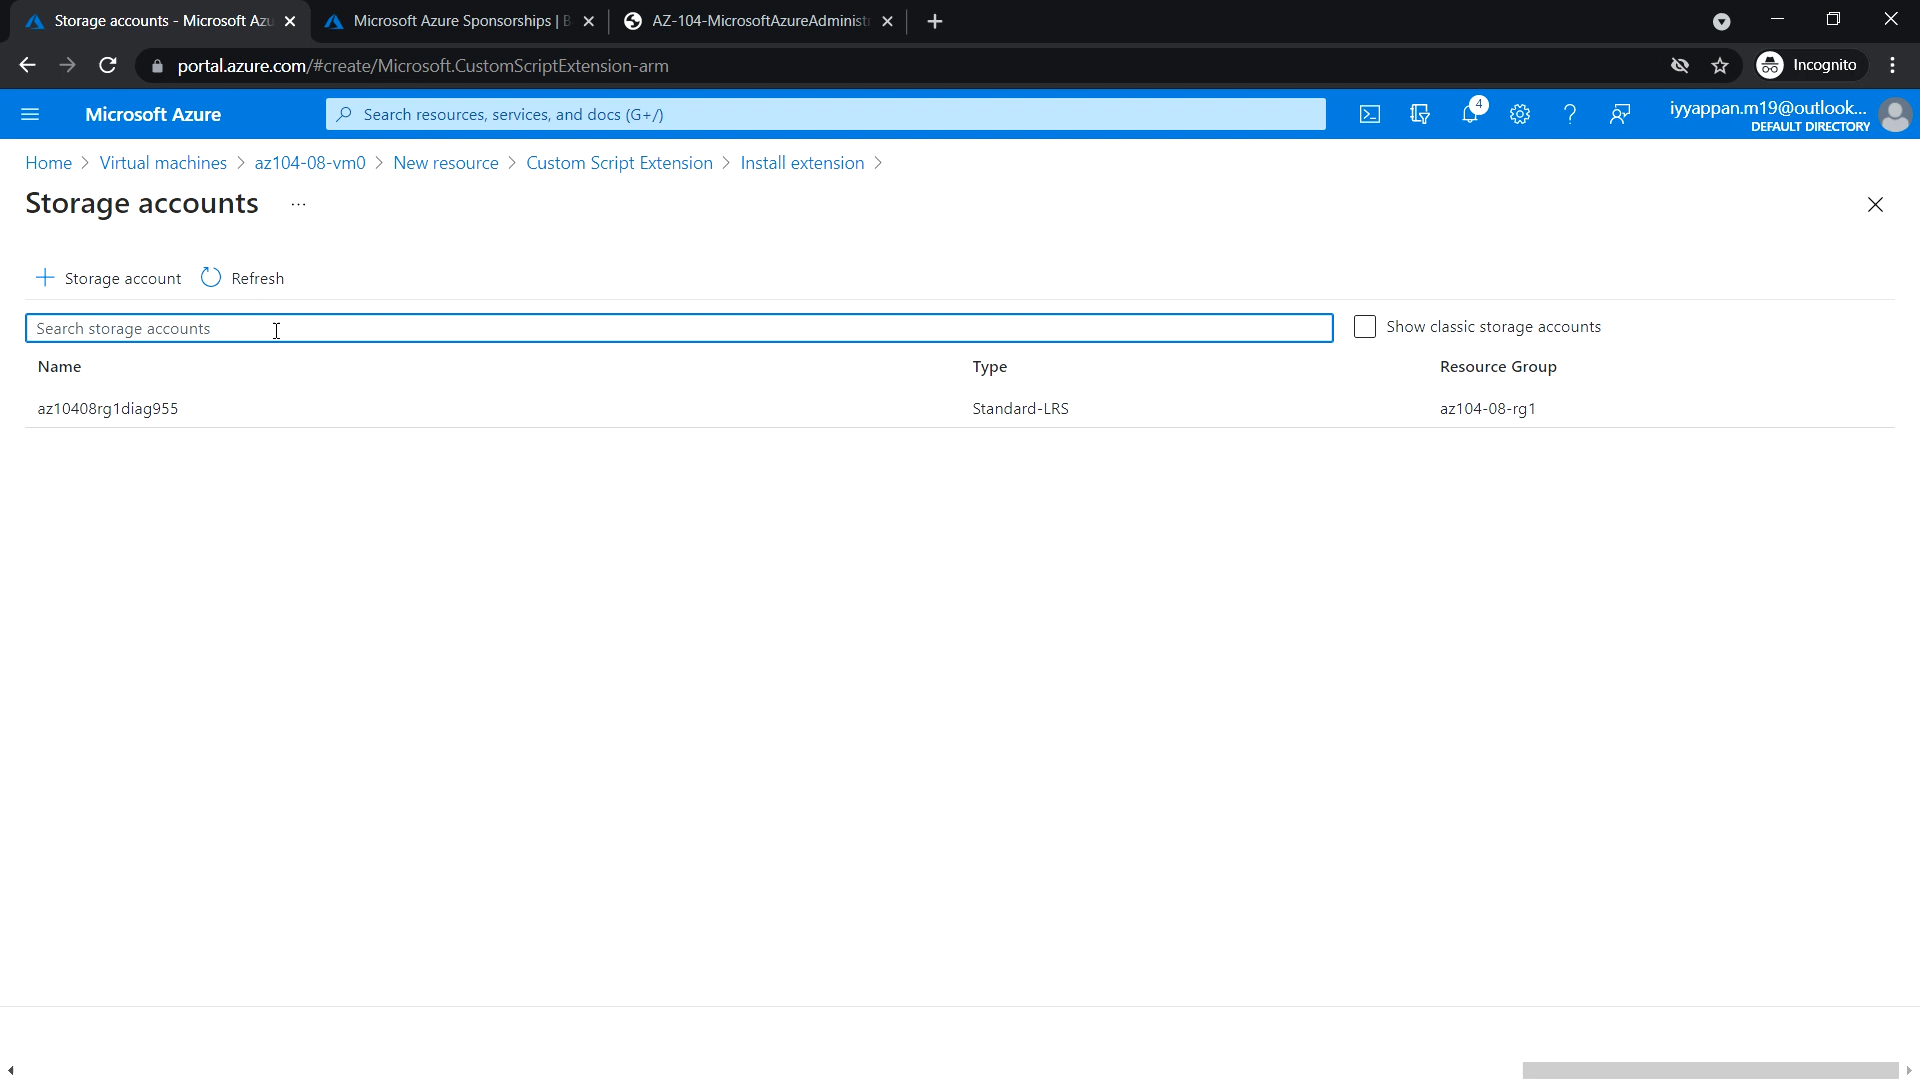 Storage accounts - Microsoft Azu
Microsoft Azure Sponsorships | B
AZ-104-MicrosoftAzureAdministr
portal.azure.com/#create/Microsoft.CustomScriptExtension-arm
Incognito
Microsoft Azure
Search resources, services, and docs (G+/)
4
iyyappan.m19@outlook...
DEFAULT DIRECTORY
Home > Virtual machines > az104-08-vm0 > New resource > Custom Script Extension > Install extension >
Storage accounts ...
Storage account
Refresh
Search storage accounts
Show classic storage accounts
Name Type Resource Group
az10408rg1diag955 Standard-LRS az104-08-rg1